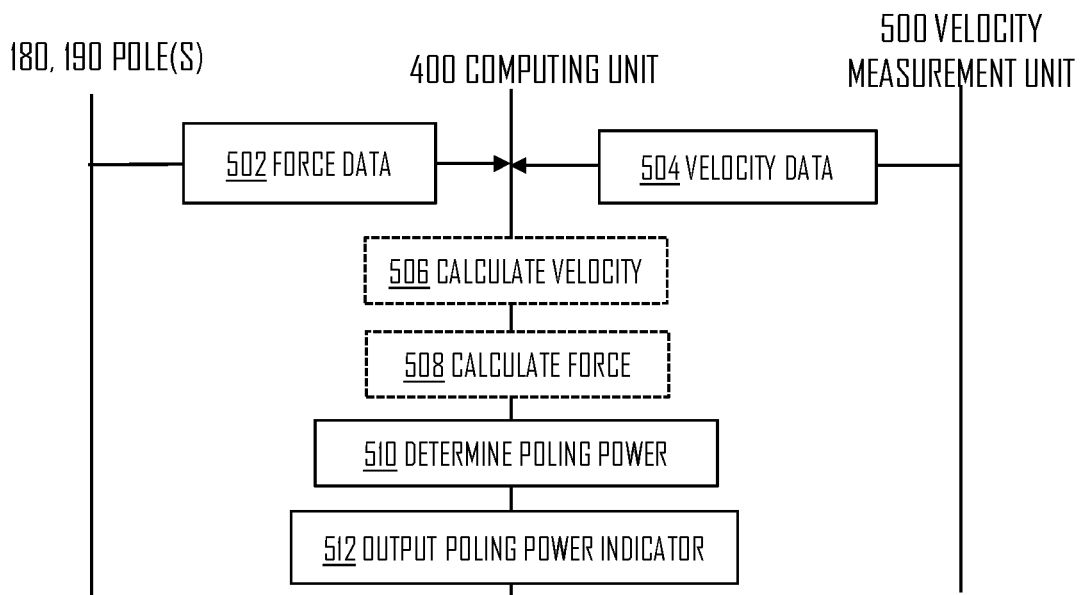 180, 190 POLE(S)
400 COMPUTING UNIT
500 VELOCITY
MEASUREMENT UNIT
502 FORCE DATA
504 VELOCITY DATA
506 CALCULATE VELOCITY
508 CALCULATE FORCE
510 DETERMINE POLING POWER
512 OUTPUT POLING POWER INDICATOR